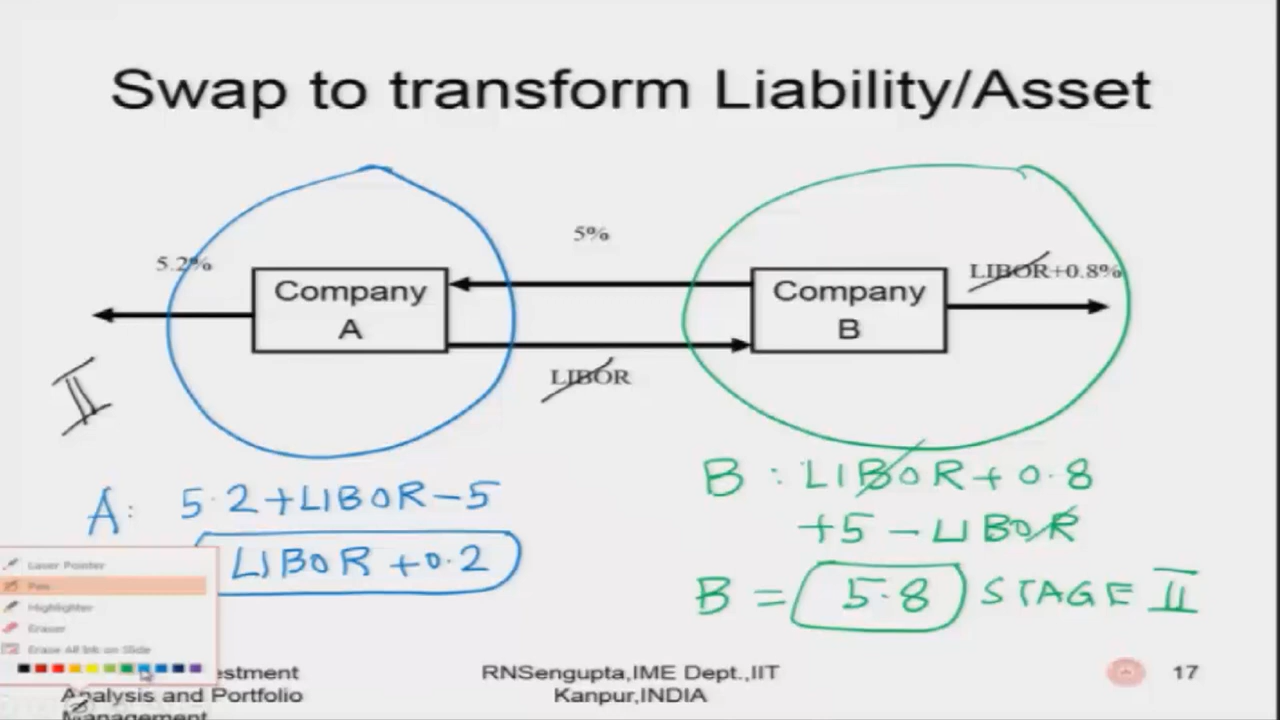 Swap to transform Liability/Asset
5%
5.2%
LIBOR+0.8%
Company
A
Company
B
LIBOR
II
A: 5.2+LIBOR-5
LIBOR +0.2
B : LIBOR+0.8
+5 - LIBOR
B = 5.8 STAGE II
Laser Pointer
Pen
Highlighter
Eraser
Erase All Ink on Slide
estment
Analysis and Portfolio
Management
RNSengupta,IME Dept.,IIT
Kanpur,INDIA
17